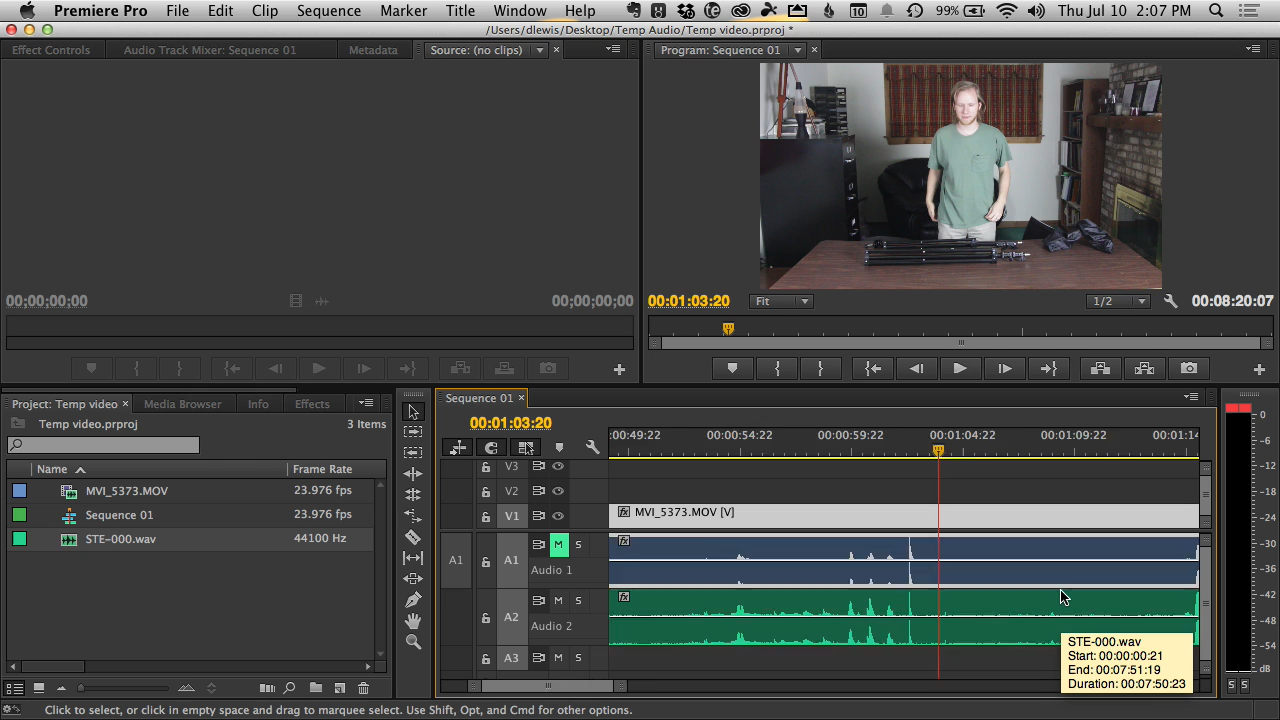 Premiere Pro File Edit Clip Sequence Marker Title Window Help 10 99% Thu Jul 10 2:07 PM
/Users/dlewis/Desktop/Temp Audio/Temp video.prproj *
Effect Controls Audio Track Mixer: Sequence 01 Metadata Source: (no clips) Program: Sequence 01
00;00;00;00 00;00;00;00 00:01:03:20 Fit 1/2 00:08:20:07
Project: Temp video Media Browser Info Effects
Temp video.prproj 3 Items
Name Frame Rate
MVI_5373.MOV 23.976 fps
Sequence 01 23.976 fps
STE-000.wav 44100 Hz
Sequence 01
00:01:03:20
:00:49:22 00:00:54:22 00:00:59:22 00:01:04:22 00:01:09:22 00:01:14
V3
V2
V1 MVI_5373.MOV [V]
A1 A1 M S
Audio 1
A2 M S
Audio 2
A3 M S
STE-000.wav
Start: 00:00:00:21
End: 00:07:51:19
Duration: 00:07:50:23
0
-6
-12
-18
-24
-30
-36
-42
-48
-54
dB
S S
Click to select, or click in empty space and drag to marquee select. Use Shift, Opt, and Cmd for other options.